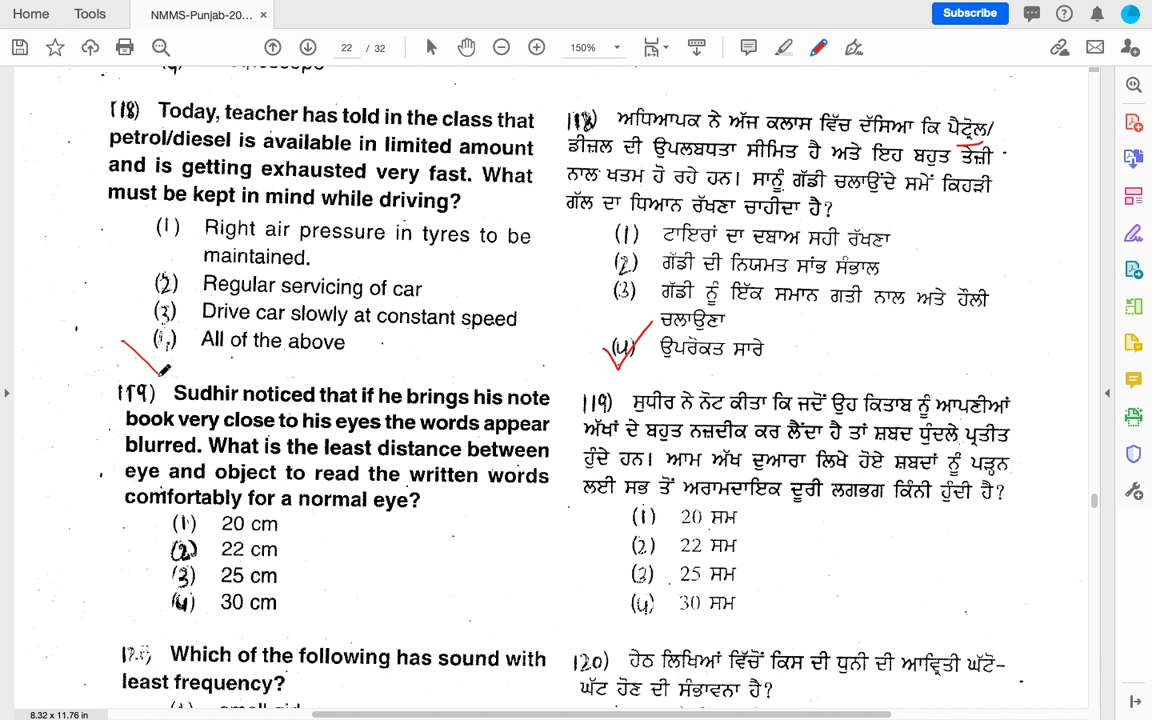 Home Tools NMMS-Punjab-20... × Subscribe
22 / 32 150%
118) Today, teacher has told in the class that
petrol/diesel is available in limited amount
and is getting exhausted very fast. What
must be kept in mind while driving?
(1) Right air pressure in tyres to be
maintained.
(2) Regular servicing of car
(3) Drive car slowly at constant speed
(4) All of the above
119) Sudhir noticed that if he brings his note
book very close to his eyes the words appear
blurred. What is the least distance between
eye and object to read the written words
comfortably for a normal eye?
(1) 20 cm
(2) 22 cm
(3) 25 cm
(4) 30 cm
120) Which of the following has sound with
least frequency?
118) ਅਧਿਆਪਕ ਨੇ ਅੱਜ ਕਲਾਸ ਵਿੱਚ ਦੱਸਿਆ ਕਿ ਪੈਟ੍ਰੋਲ/
ਡੀਜ਼ਲ ਦੀ ਉਪਲਬਧਤਾ ਸੀਮਿਤ ਹੈ ਅਤੇ ਇਹ ਬਹੁਤ ਤੇਜ਼ੀ
ਨਾਲ ਖਤਮ ਹੋ ਰਹੇ ਹਨ। ਸਾਨੂੰ ਗੱਡੀ ਚਲਾਉਂਦੇ ਸਮੇਂ ਕਿਹੜੀ
ਗੱਲ ਦਾ ਧਿਆਨ ਰੱਖਣਾ ਚਾਹੀਦਾ ਹੈ?
(1) ਟਾਇਰਾਂ ਦਾ ਦਬਾਅ ਸਹੀ ਰੱਖਣਾ
(2) ਗੱਡੀ ਦੀ ਨਿਯਮਤ ਸਾਂਭ ਸੰਭਾਲ
(3) ਗੱਡੀ ਨੂੰ ਇੱਕ ਸਮਾਨ ਗਤੀ ਨਾਲ ਅਤੇ ਹੌਲੀ
ਚਲਾਉਣਾ
(4) ਉਪਰੋਕਤ ਸਾਰੇ
119) ਸੁਧੀਰ ਨੇ ਨੋਟ ਕੀਤਾ ਕਿ ਜਦੋਂ ਉਹ ਕਿਤਾਬ ਨੂੰ ਆਪਣੀਆਂ
ਅੱਖਾਂ ਦੇ ਬਹੁਤ ਨਜ਼ਦੀਕ ਕਰ ਲੈਂਦਾ ਹੈ ਤਾਂ ਸ਼ਬਦ ਧੁੰਦਲੇ ਪ੍ਰਤੀਤ
ਹੁੰਦੇ ਹਨ। ਆਮ ਅੱਖ ਦੁਆਰਾ ਲਿਖੇ ਹੋਏ ਸ਼ਬਦਾਂ ਨੂੰ ਪੜ੍ਹਨ
ਲਈ ਸਭ ਤੋਂ ਅਰਾਮਦਾਇਕ ਦੂਰੀ ਲਗਭਗ ਕਿੰਨੀ ਹੁੰਦੀ ਹੈ?
(1) 20 ਸਮ
(2) 22 ਸਮ
(3) 25 ਸਮ
(4) 30 ਸਮ
120) ਹੇਠ ਲਿਖਿਆਂ ਵਿੱਚੋਂ ਕਿਸ ਦੀ ਧੁਨੀ ਦੀ ਆਵ੍ਰਿਤੀ ਘੱਟੋ-
ਘੱਟ ਹੋਣ ਦੀ ਸੰਭਾਵਨਾ ਹੈ?
8.32 x 11.76 in